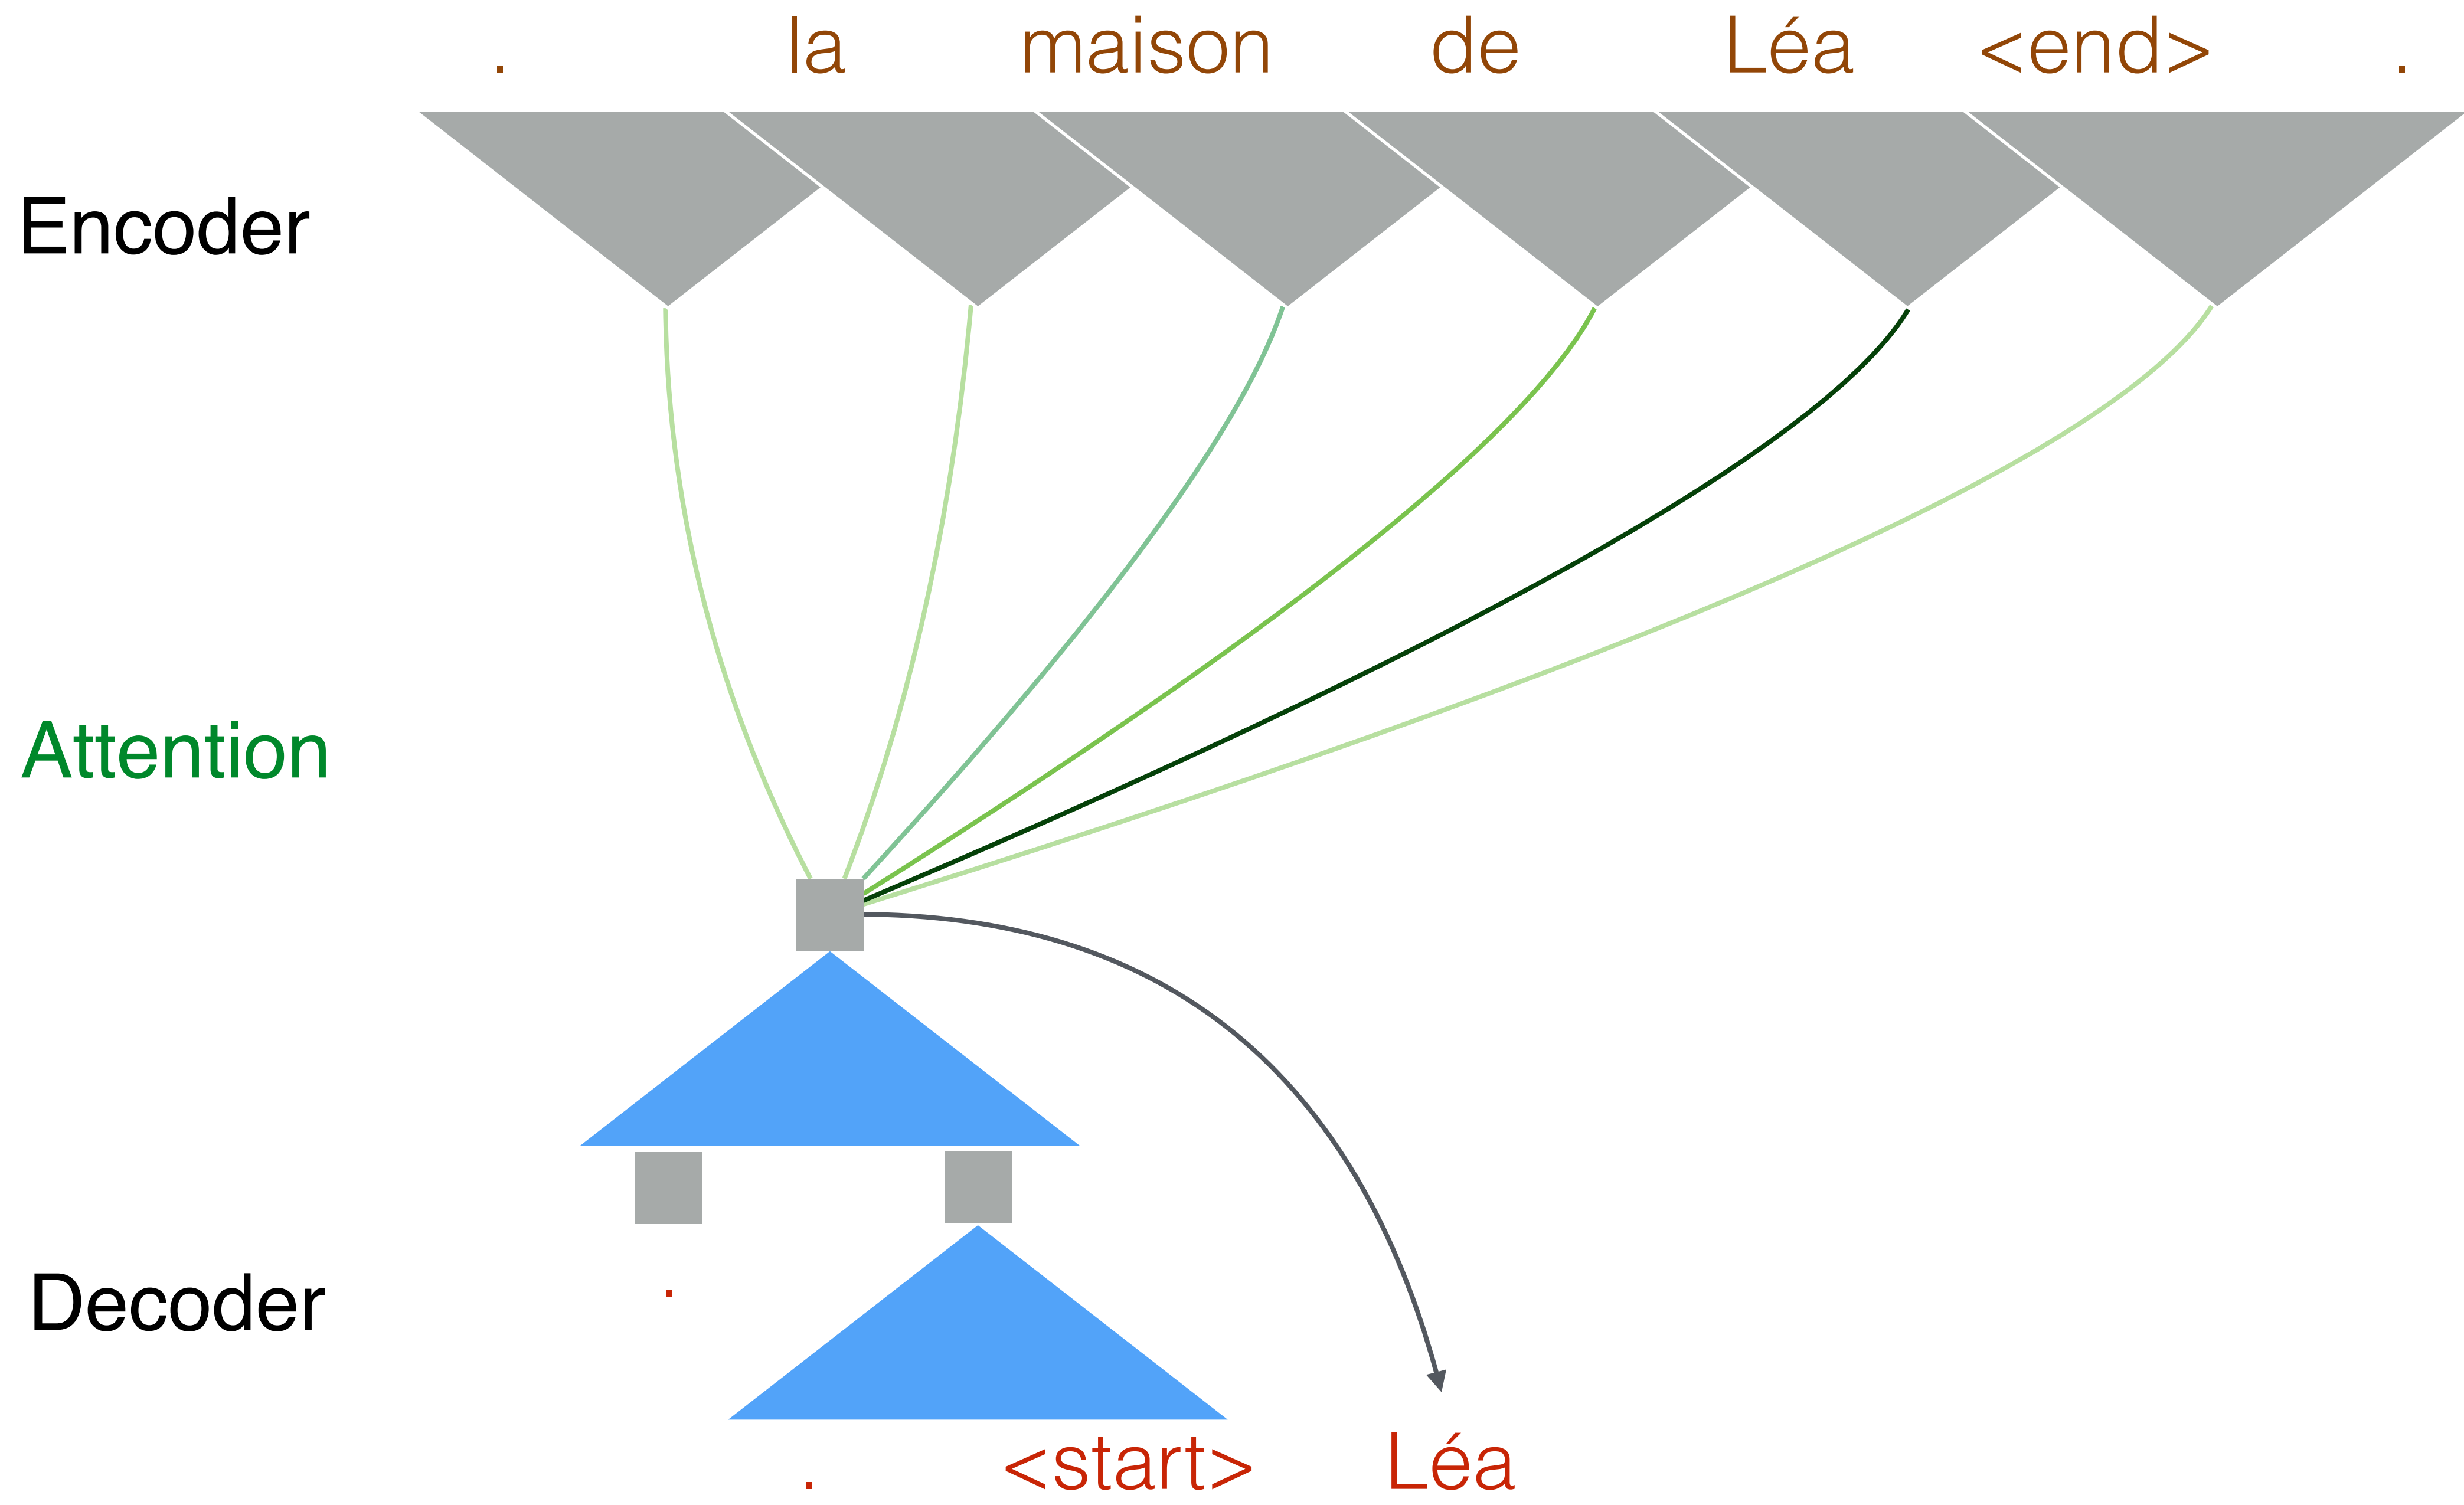 . la maison de Léa <end> .
Encoder
Attention
Decoder
.
. <start> Léa